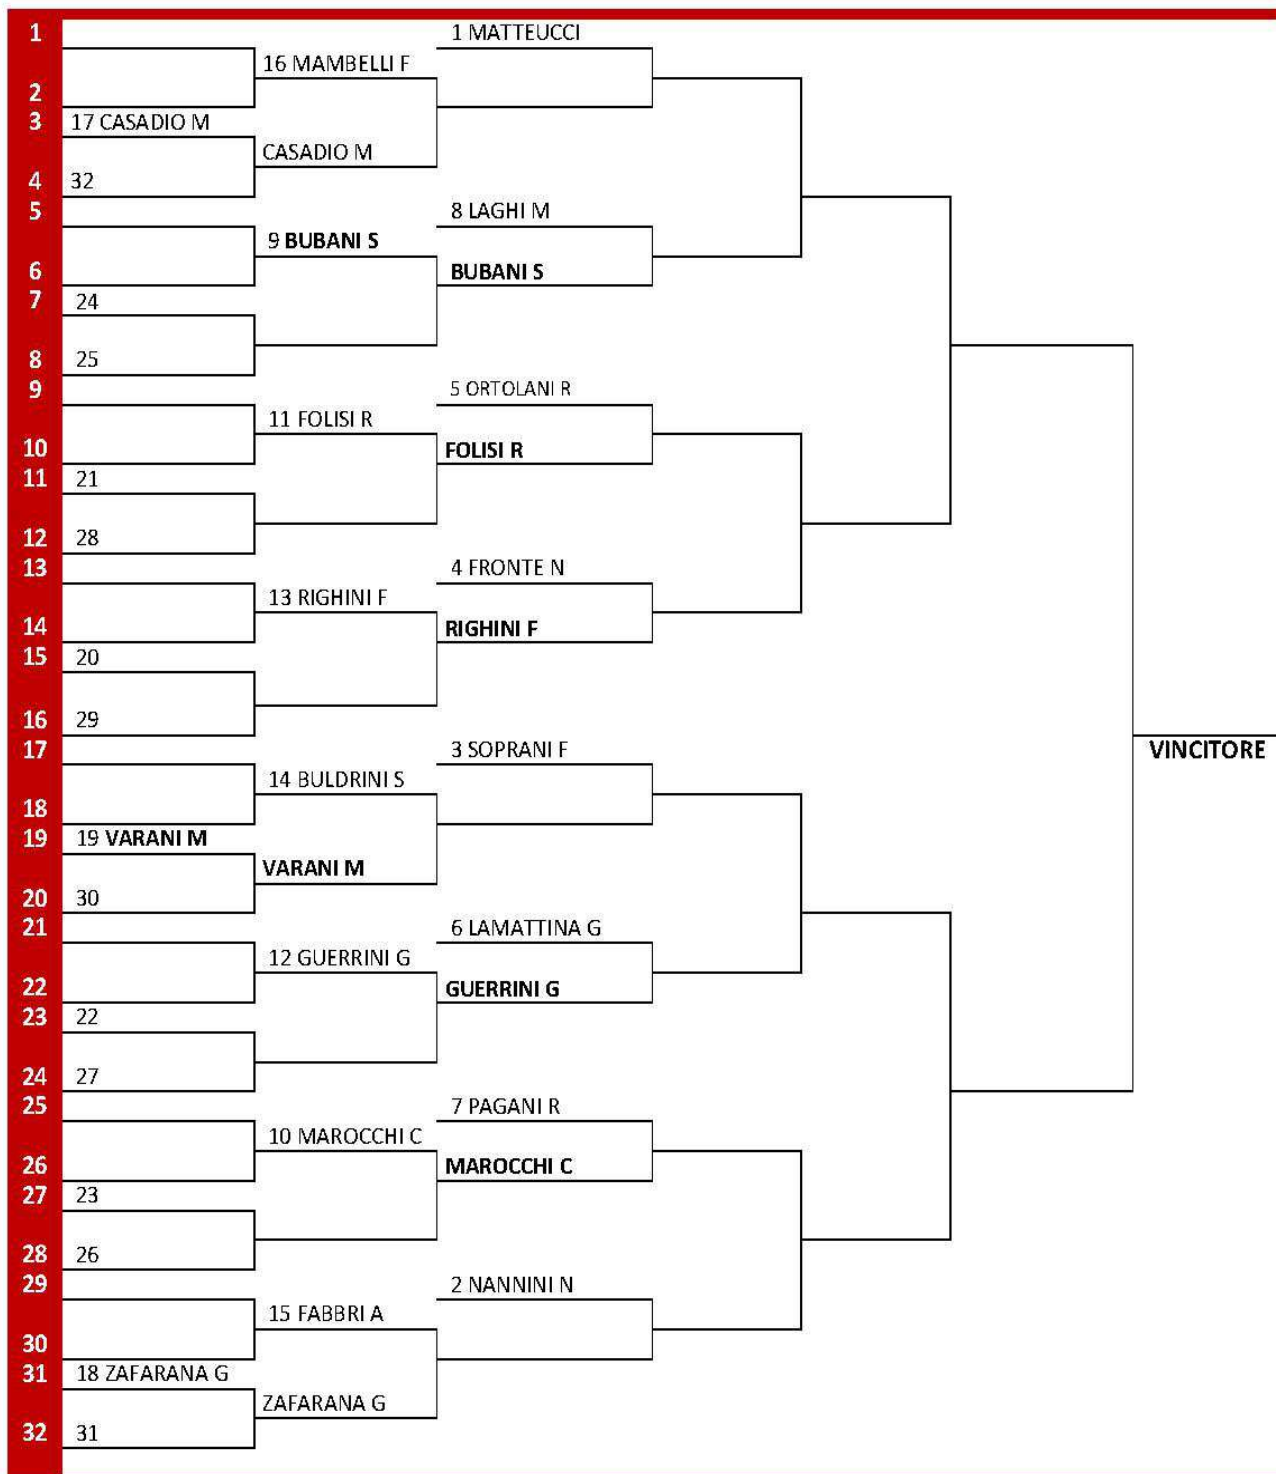 1
1 MATTEUCCI
16 MAMBELLI F
2
3
17 CASADIO M
CASADIO M
4
32
5
8 LAGHI M
9 BUBANI S
6
BUBANI S
7
24
8
25
9
5 ORTOLANI R
11 FOLISI R
10
FOLISI R
11
21
12
28
13
4 FRONTE N
13 RIGHINI F
14
RIGHINI F
15
20
16
29
17
3 SOPRANI F
VINCITORE
14 BULDRINI S
18
19
19 VARANI M
VARANI M
20
30
21
6 LAMATTINA G
12 GUERRINI G
22
GUERRINI G
23
22
24
27
25
7 PAGANI R
10 MAROCCHI C
26
MAROCCHI C
27
23
28
26
29
2 NANNINI N
15 FABBRI A
30
31
18 ZAFARANA G
ZAFARANA G
32
31